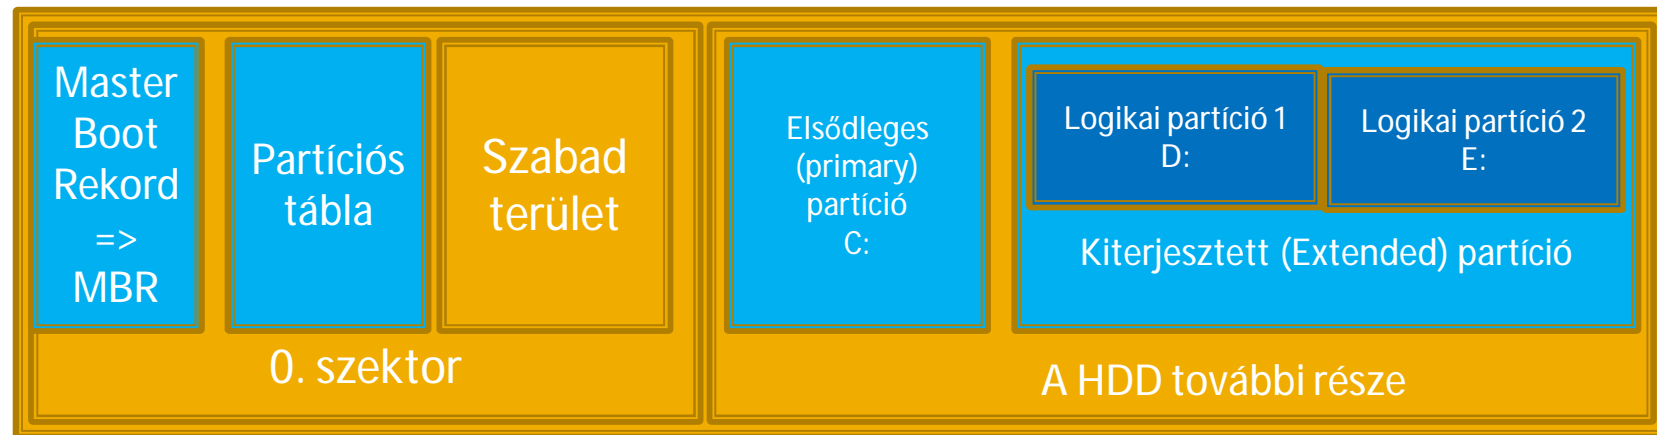 Master
Boot
Rekord
=>
MBR
Partíciós
tábla
Szabad
terület
0. szektor
Elsődleges
(primary)
partíció
C:
Logikai partíció 1
D:
Logikai partíció 2
E:
Kiterjesztett (Extended) partíció
A HDD további része